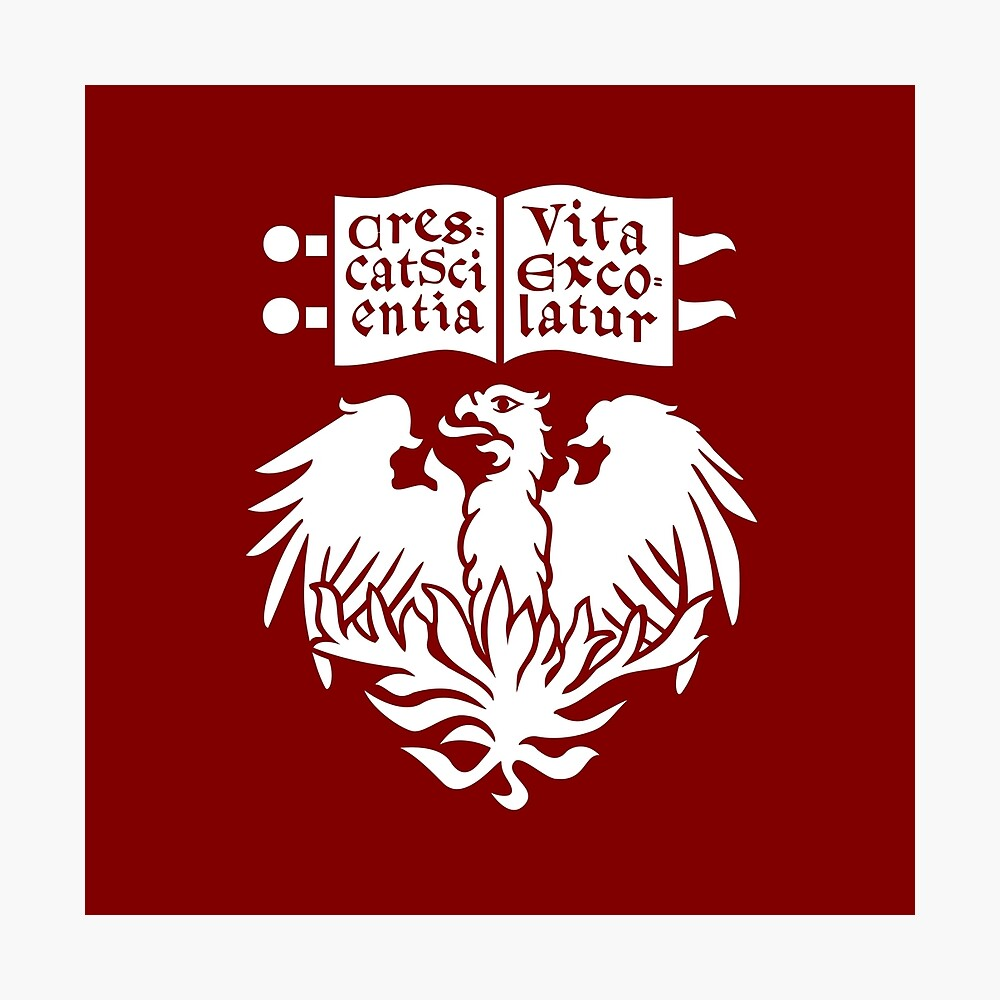 Cres=
catSci
entia
Vita
Exco=
latur